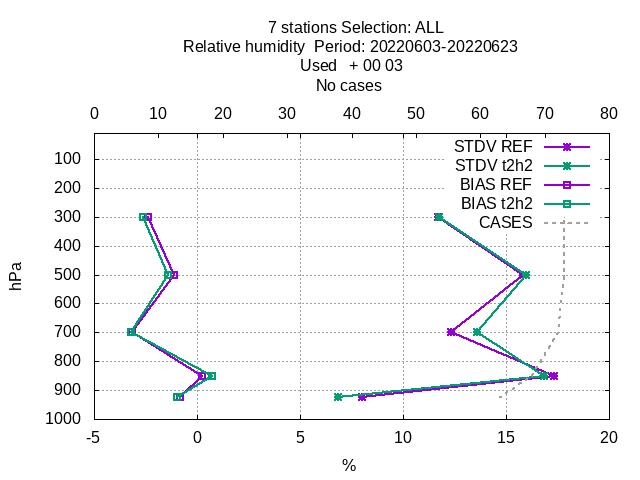 7 stations Selection: ALL
Relative humidity  Period: 20220603-20220623
Used   + 00 03
No cases
0 10 20 30 40 50 60 70 80
STDV REF
STDV t2h2
BIAS REF
BIAS t2h2
CASES
100
200
300
400
500
600
700
800
900
1000
hPa
-5 0 5 10 15 20
%